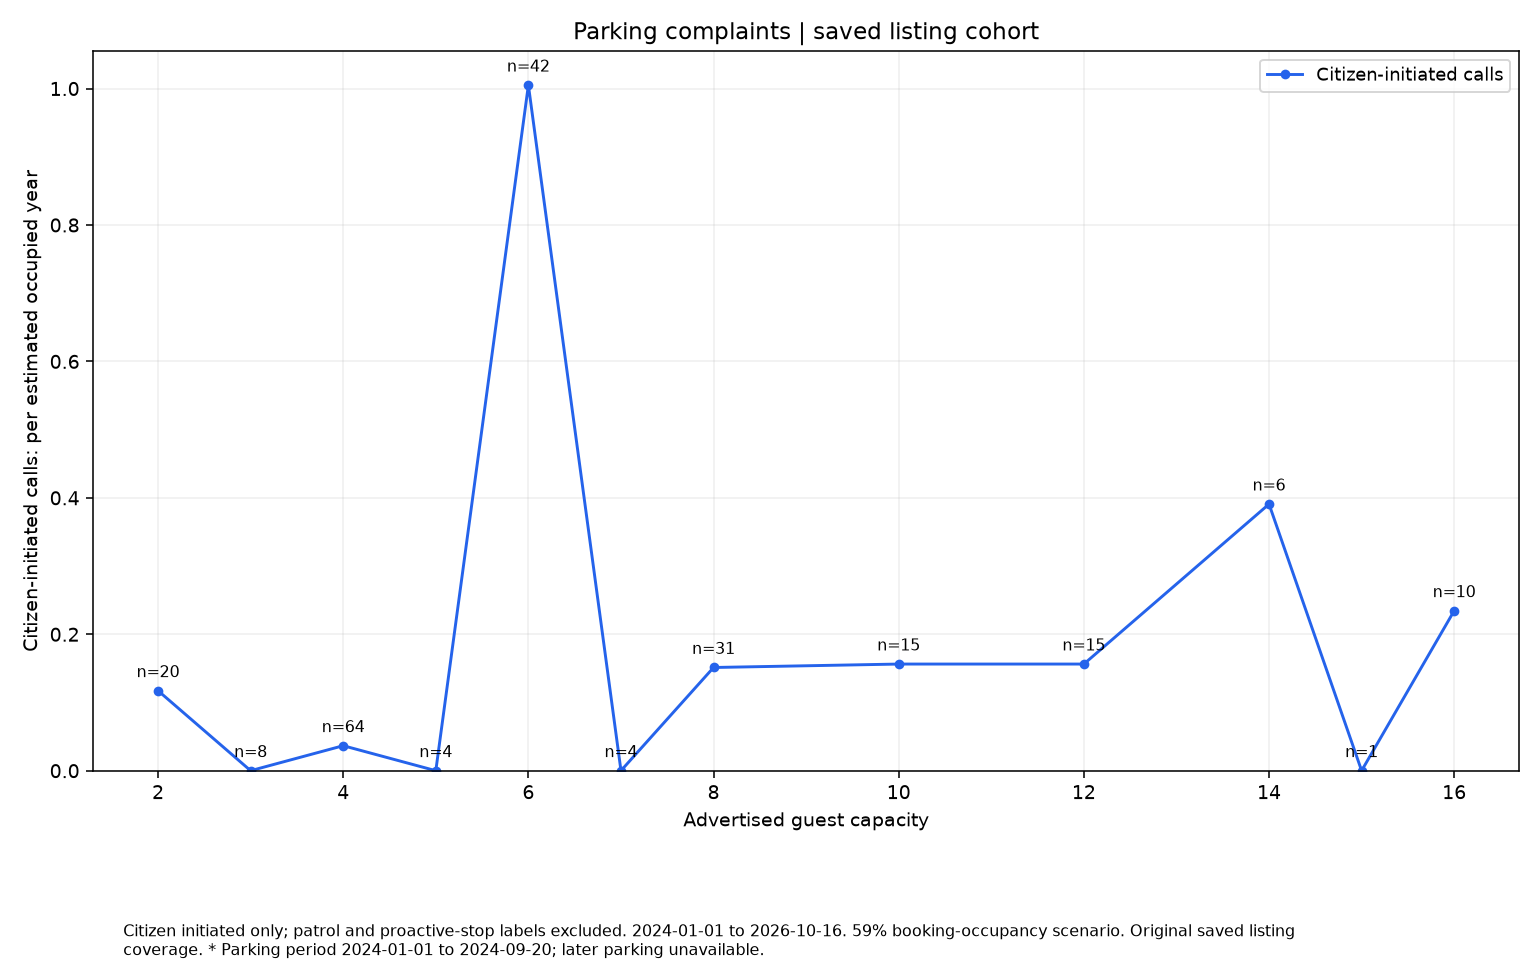 Parking complaints | saved listing cohort
Citizen-initiated calls
Citizen-initiated calls: per estimated occupied year
1.0
0.8
0.6
0.4
0.2
0.0
n=20
n=8
n=64
n=4
n=42
n=4
n=31
n=15
n=15
n=6
n=1
n=10
2 4 6 8 10 12 14 16
Advertised guest capacity
Citizen initiated only; patrol and proactive-stop labels excluded. 2024-01-01 to 2026-10-16. 59% booking-occupancy scenario. Original saved listing
coverage. * Parking period 2024-01-01 to 2024-09-20; later parking unavailable.